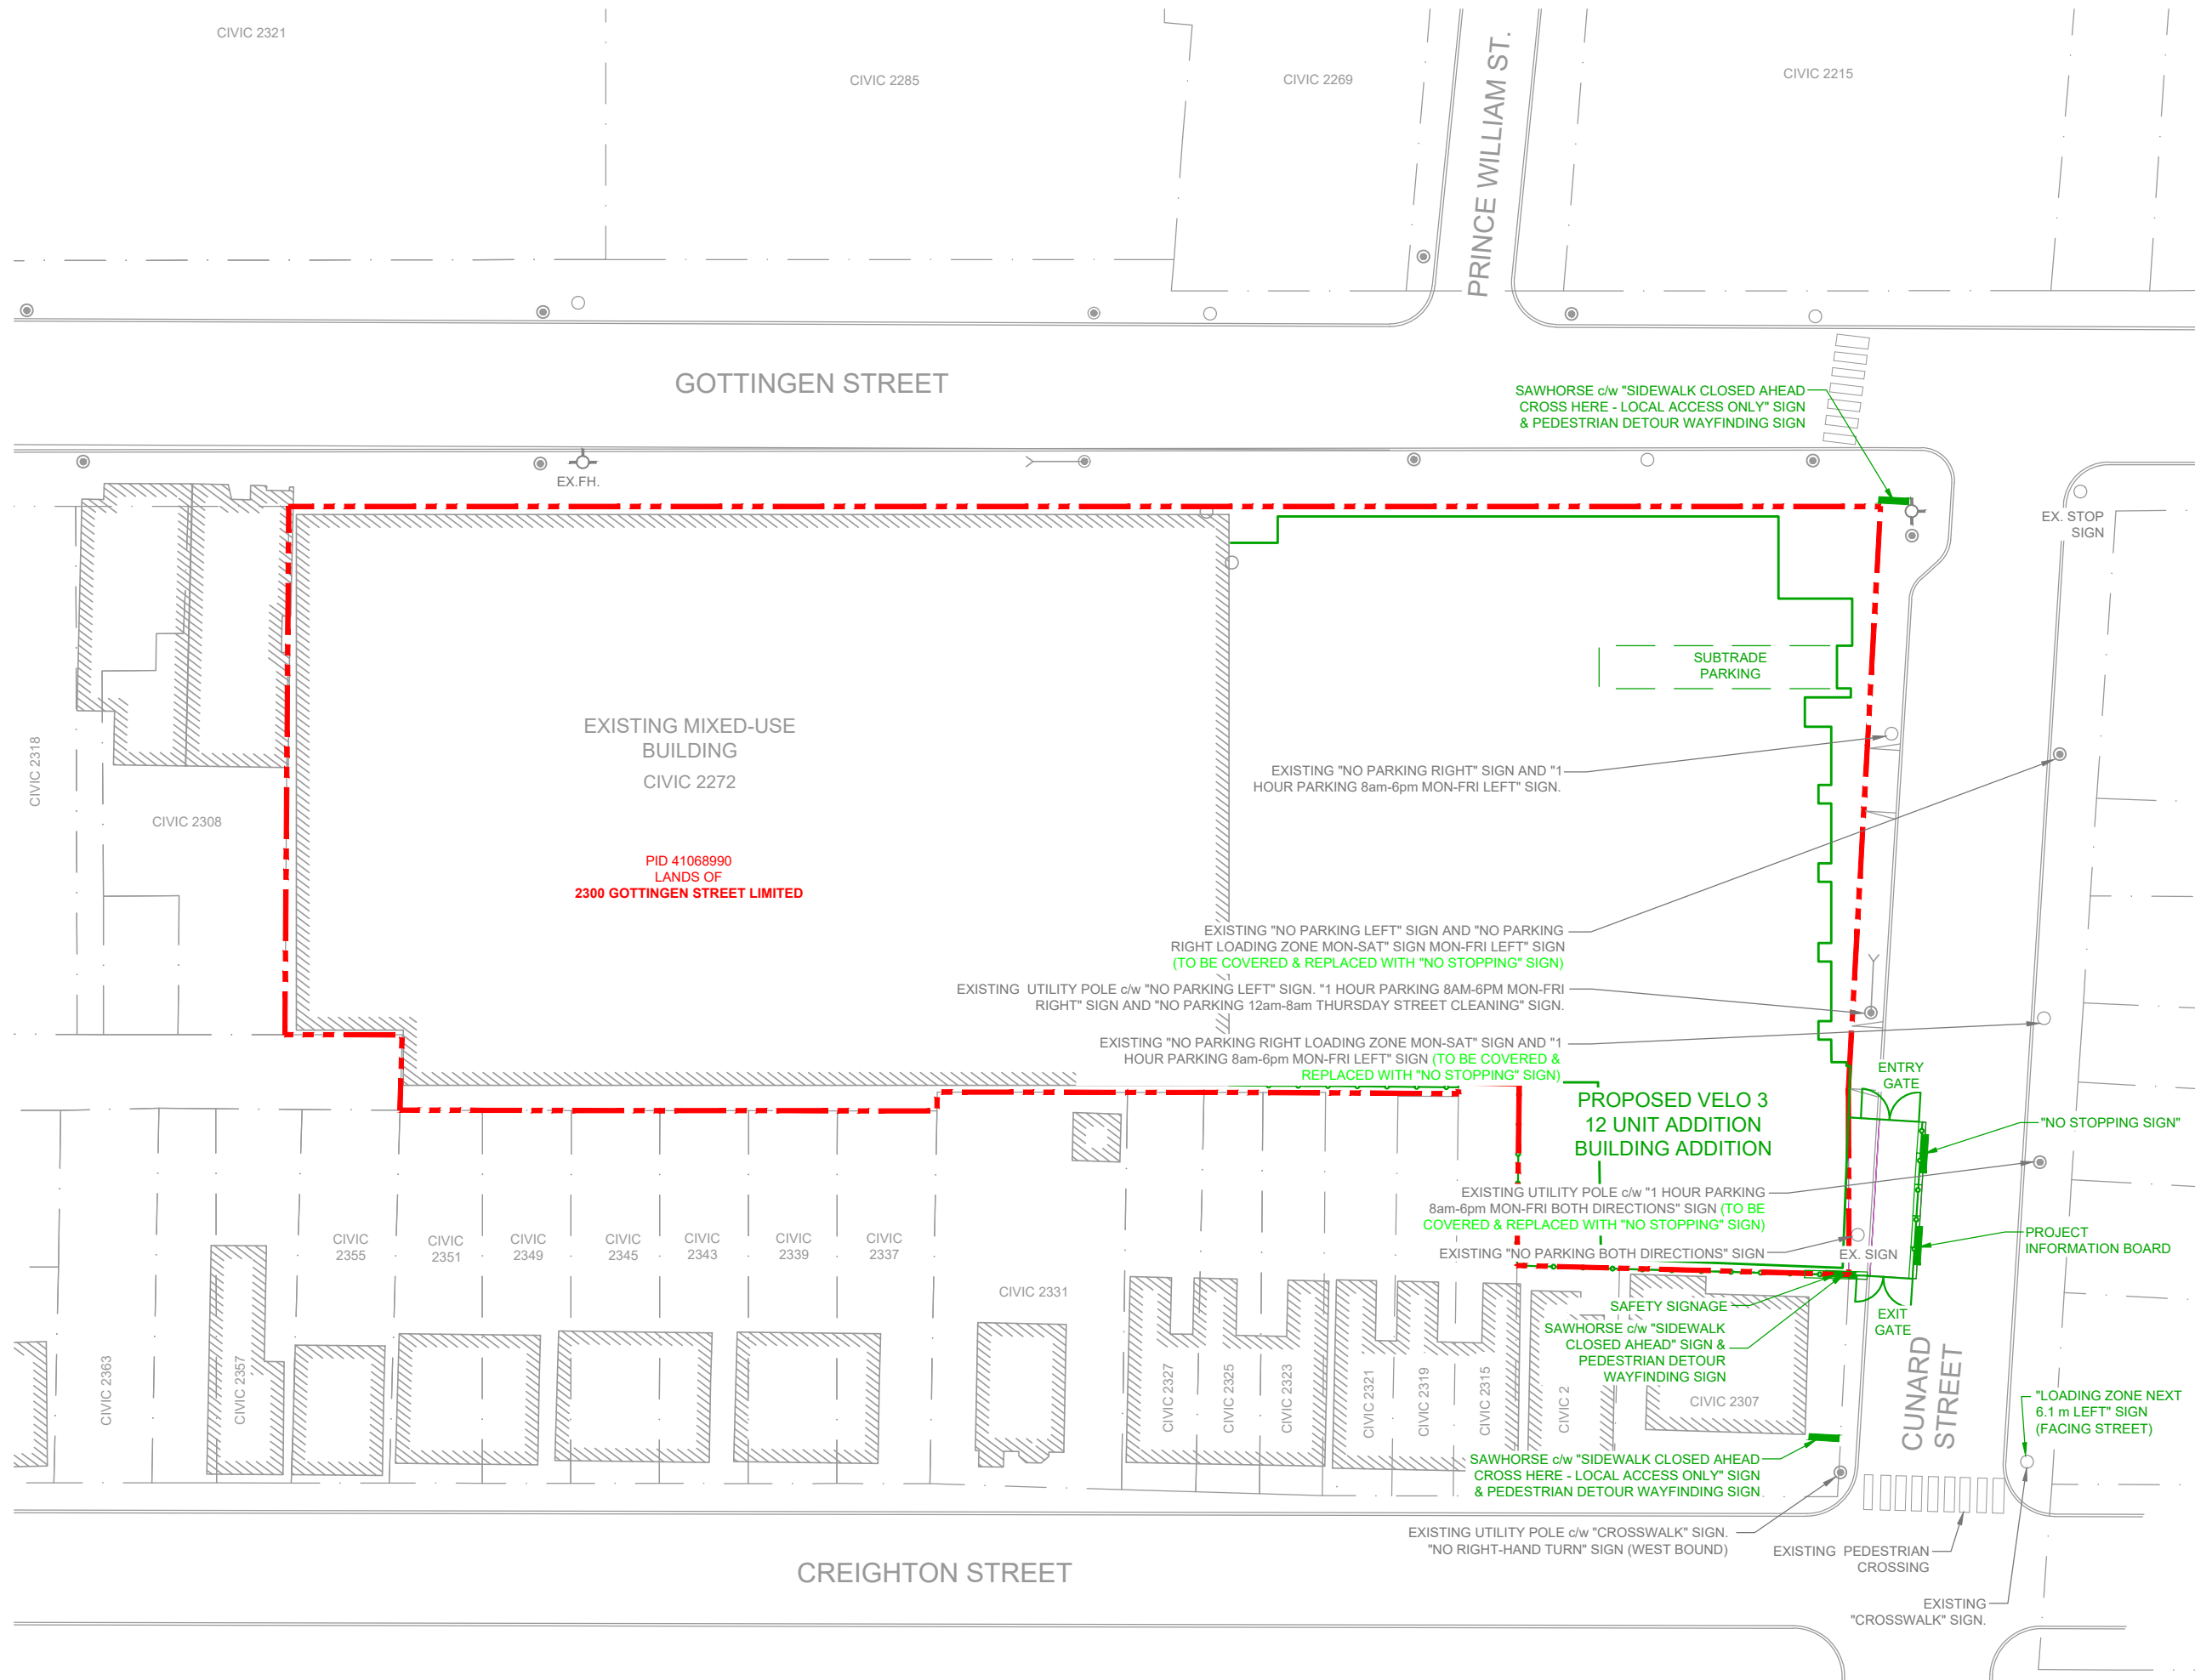 CIVIC 2321
CIVIC 2285
CIVIC 2269
PRINCE WILLIAM ST.
CIVIC 2215
GOTTINGEN STREET
SAWHORSE c/w "SIDEWALK CLOSED AHEAD
CROSS HERE - LOCAL ACCESS ONLY" SIGN
& PEDESTRIAN DETOUR WAYFINDING SIGN
EX.FH.
EX. STOP
SIGN
SUBTRADE
PARKING
EXISTING MIXED-USE
BUILDING
CIVIC 2272
CIVIC 2318
CIVIC 2308
PID 41068990
LANDS OF
2300 GOTTINGEN STREET LIMITED
EXISTING "NO PARKING RIGHT" SIGN AND "1
HOUR PARKING 8am-6pm MON-FRI LEFT" SIGN.
EXISTING "NO PARKING LEFT" SIGN AND "NO PARKING
RIGHT LOADING ZONE MON-SAT" SIGN MON-FRI LEFT" SIGN
(TO BE COVERED & REPLACED WITH "NO STOPPING" SIGN)
EXISTING UTILITY POLE c/w "NO PARKING LEFT" SIGN. "1 HOUR PARKING 8AM-6PM MON-FRI
RIGHT" SIGN AND "NO PARKING 12am-8am THURSDAY STREET CLEANING" SIGN.
EXISTING "NO PARKING RIGHT LOADING ZONE MON-SAT" SIGN AND "1
HOUR PARKING 8am-6pm MON-FRI LEFT" SIGN (TO BE COVERED &
REPLACED WITH "NO STOPPING" SIGN)
ENTRY
GATE
PROPOSED VELO 3
12 UNIT ADDITION
BUILDING ADDITION
"NO STOPPING SIGN"
EXISTING UTILITY POLE c/w "1 HOUR PARKING
8am-6pm MON-FRI BOTH DIRECTIONS" SIGN (TO BE
COVERED & REPLACED WITH "NO STOPPING" SIGN)
EXISTING "NO PARKING BOTH DIRECTIONS" SIGN
EX. SIGN
PROJECT
INFORMATION BOARD
CIVIC
2355
CIVIC
2351
CIVIC
2349
CIVIC
2345
CIVIC
2343
CIVIC
2339
CIVIC
2337
CIVIC 2331
SAFETY SIGNAGE
EXIT
GATE
SAWHORSE c/w "SIDEWALK
CLOSED AHEAD" SIGN &
PEDESTRIAN DETOUR
WAYFINDING SIGN
CIVIC 2363
CIVIC 2357
CIVIC 2327
CIVIC 2325
CIVIC 2323
CIVIC 2321
CIVIC 2319
CIVIC 2315
CIVIC 2
CIVIC 2307
CUNARD
STREET
"LOADING ZONE NEXT
6.1 m LEFT" SIGN
(FACING STREET)
SAWHORSE c/w "SIDEWALK CLOSED AHEAD
CROSS HERE - LOCAL ACCESS ONLY" SIGN
& PEDESTRIAN DETOUR WAYFINDING SIGN
EXISTING UTILITY POLE c/w "CROSSWALK" SIGN.
"NO RIGHT-HAND TURN" SIGN (WEST BOUND)
EXISTING PEDESTRIAN
CROSSING
CREIGHTON STREET
EXISTING
"CROSSWALK" SIGN.